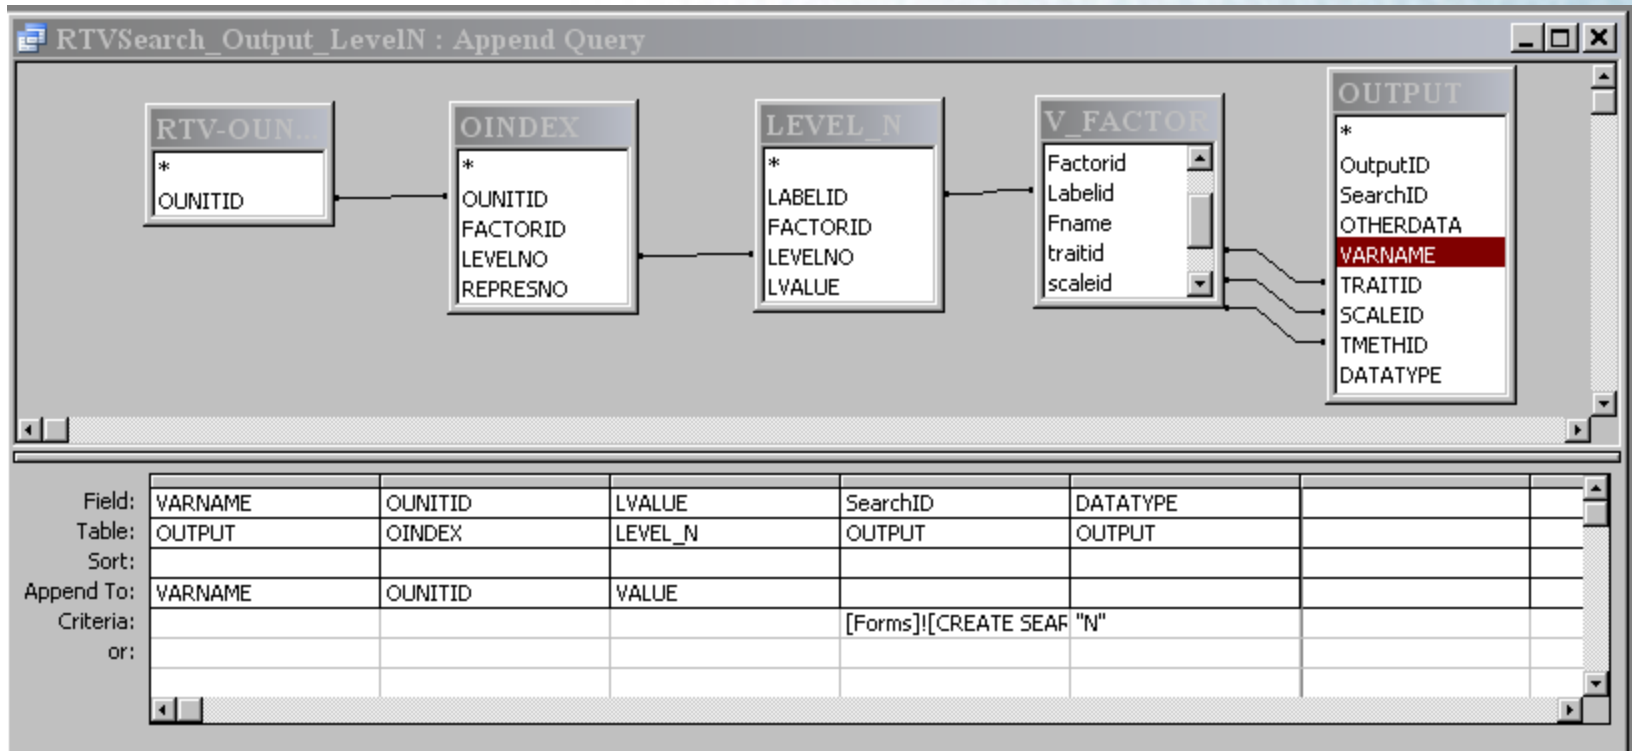 RTVSearch_Output_LevelN : Append Query
RTV-OUN...
*
OUNITID
OINDEX
*
OUNITID
FACTORID
LEVELNO
REPRESNO
LEVEL_N
*
LABELID
FACTORID
LEVELNO
LVALUE
V_FACTOR
Factorid
Labelid
Fname
traitid
scaleid
OUTPUT
*
OutputID
SearchID
OTHERDATA
VARNAME
TRAITID
SCALEID
TMETHID
DATATYPE
Field: VARNAME OUNITID LVALUE SearchID DATATYPE
Table: OUTPUT OINDEX LEVEL_N OUTPUT OUTPUT
Sort:
Append To: VARNAME OUNITID VALUE
Criteria: [Forms]![CREATE SEAR "N"
or: